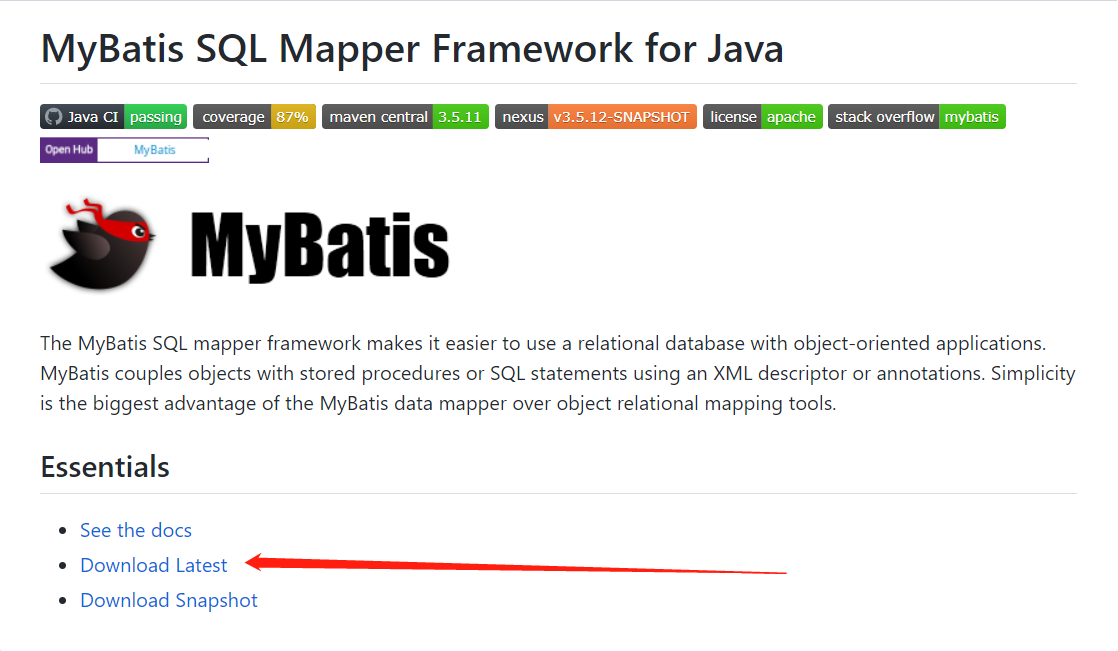 MyBatis SQL Mapper Framework for Java
Java CI passing coverage 87% maven central 3.5.11 nexus v3.5.12-SNAPSHOT license apache stack overflow mybatis
Open Hub MyBatis
MyBatis
The MyBatis SQL mapper framework makes it easier to use a relational database with object-oriented applications.
MyBatis couples objects with stored procedures or SQL statements using an XML descriptor or annotations. Simplicity
is the biggest advantage of the MyBatis data mapper over object relational mapping tools.
Essentials
See the docs
Download Latest
Download Snapshot